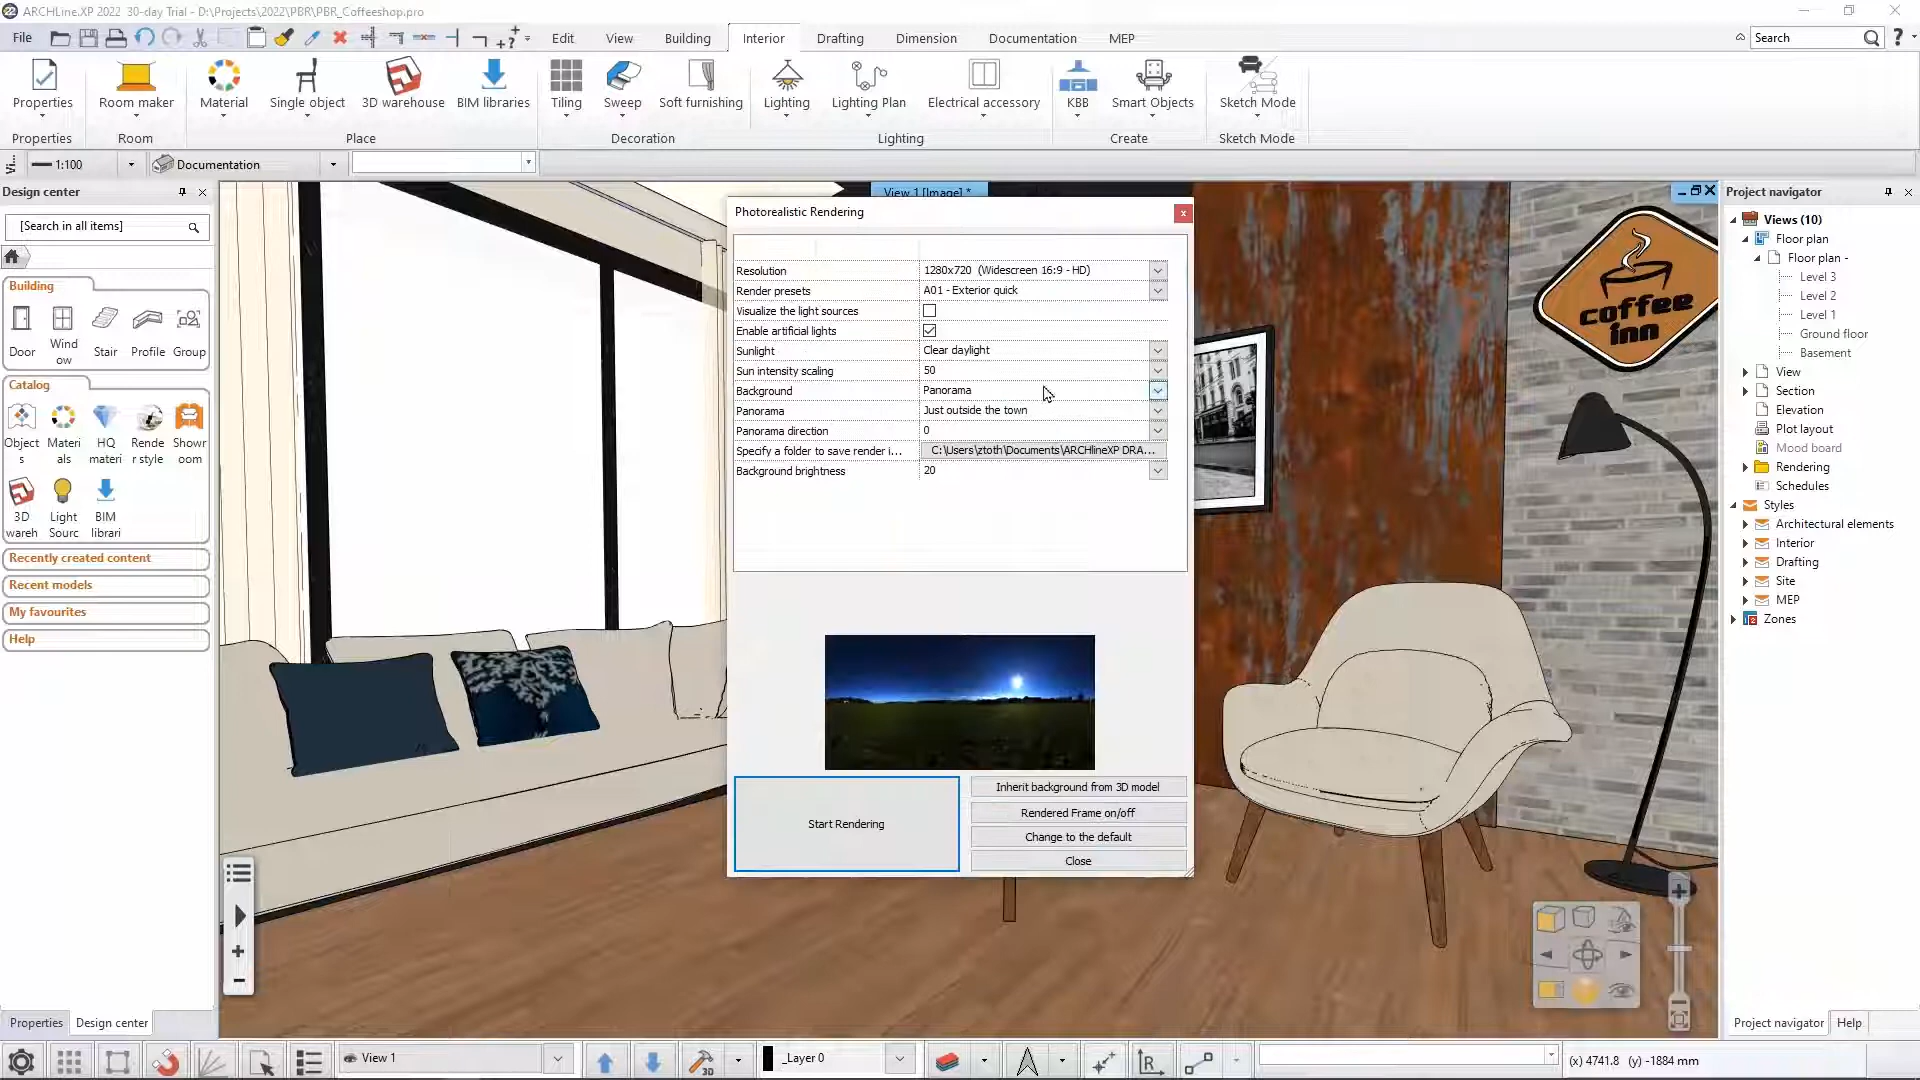 ARCHLine.XP 2022  30-day Trial - D:\Projects\2022\PBR\PBR_Coffeeshop.pro
File
Edit
View
Building
Interior
Drafting
Dimension
Documentation
MEP
Search
Properties
Room maker
Material
Single object
3D warehouse
BIM libraries
Tiling
Sweep
Soft furnishing
Lighting
Lighting Plan
Electrical accessory
KBB
Smart Objects
Sketch Mode
Properties
Room
Place
Decoration
Lighting
Create
Sketch Mode
1:100
Documentation
Design center
[Search in all items]
Building
Door
Wind
ow
Stair
Profile
Group
Catalog
Object
s
Materi
als
HQ
materi
Rende
r style
Showr
oom
3D
wareh
Light
Sourc
BIM
librari
Recently created content
Recent models
My favourites
Help
Properties
Design center
View 1 [Image] *
Photorealistic Rendering
Resolution
1280x720  (Widescreen 16:9 - HD)
Render presets
A01 - Exterior quick
Visualize the light sources
Enable artificial lights
Sunlight
Clear daylight
Sun intensity scaling
50
Background
Panorama
Panorama
Just outside the town
Panorama direction
0
Specify a folder to save render i...
C:\Users\ztoth\Documents\ARCHlineXP DRA...
Background brightness
20
Start Rendering
Inherit background from 3D model
Rendered Frame on/off
Change to the default
Close
coffee
inn
Project navigator
Views (10)
Floor plan
Floor plan -
Level 3
Level 2
Level 1
Ground floor
Basement
View
Section
Elevation
Plot layout
Mood board
Rendering
Schedules
Styles
Architectural elements
Interior
Drafting
Site
MEP
Zones
Project navigator
Help
View 1
3D
_Layer 0
(x) 4741.8  (y) -1884 mm